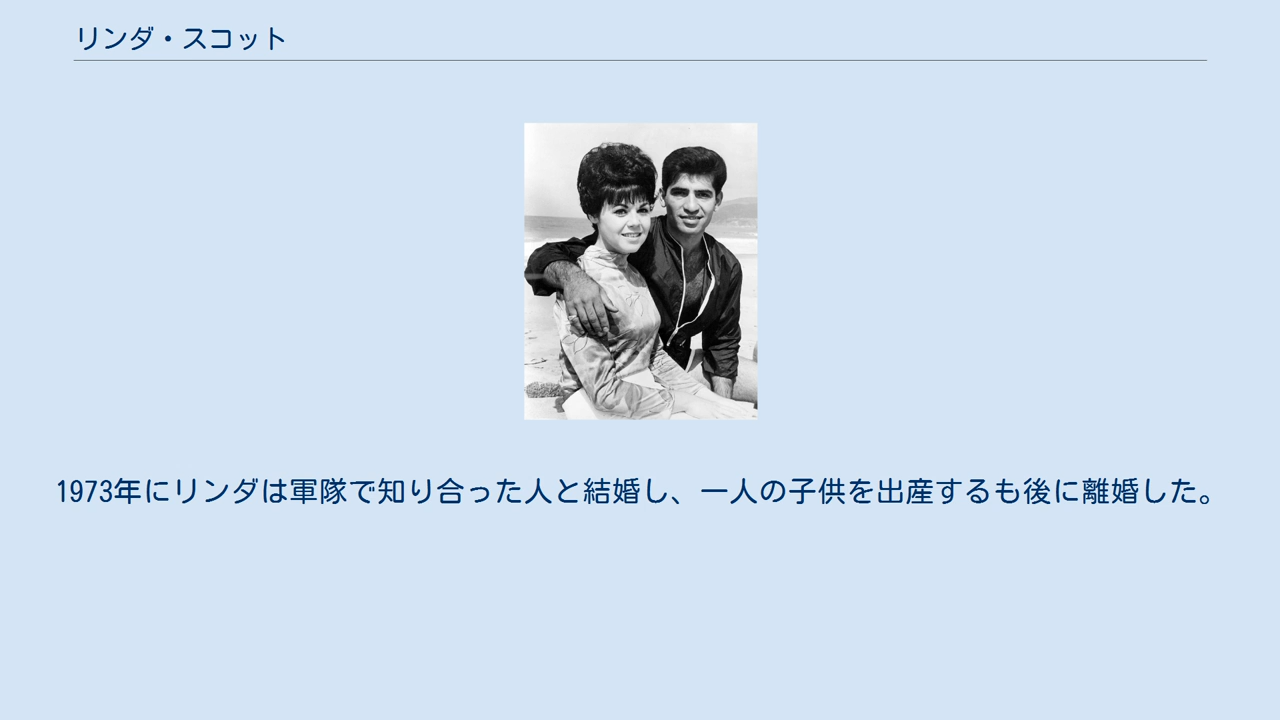 リンダ・スコット
1973年にリンダは軍隊で知り合った人と結婚し、一人の子供を出産するも後に離婚した。